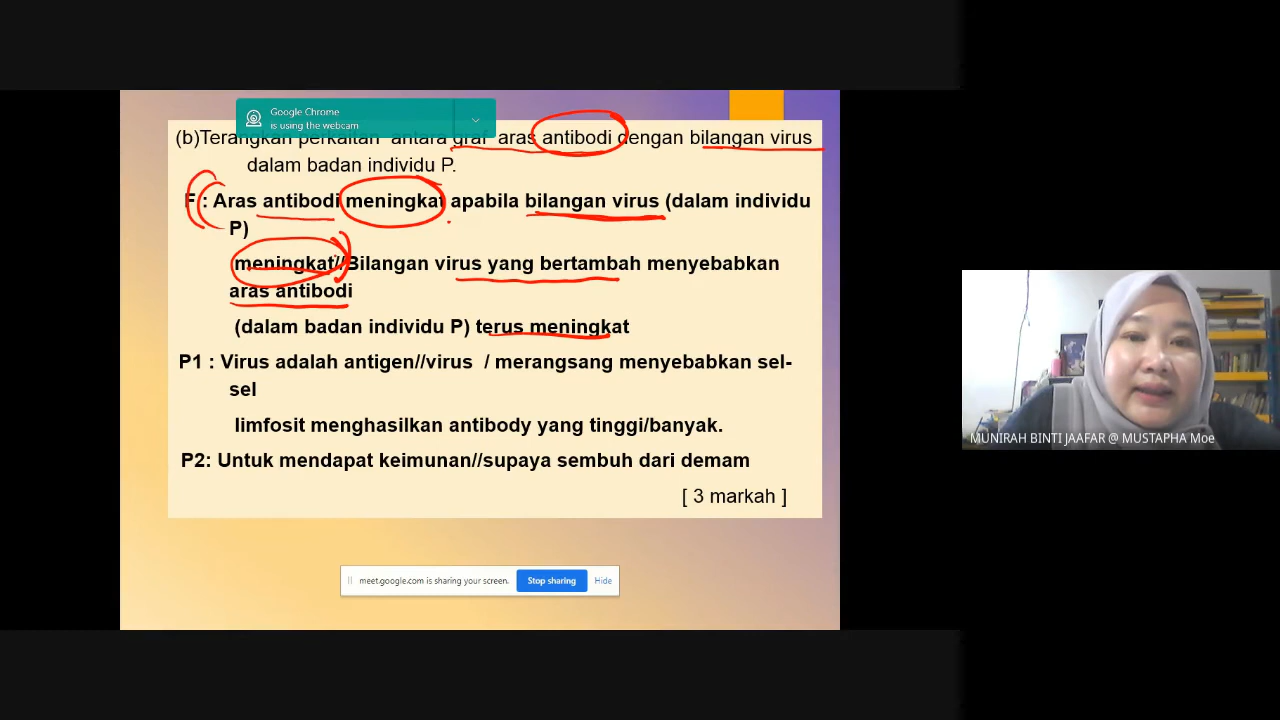 Google Chrome
is using the webcam
(b)Terangkan perkaitan antara graf aras antibodi dengan bilangan virus
dalam badan individu P.
F : Aras antibodi meningkat apabila bilangan virus (dalam individu
P)
meningkat//Bilangan virus yang bertambah menyebabkan
aras antibodi
(dalam badan individu P) terus meningkat
P1 : Virus adalah antigen//virus / merangsang menyebabkan sel-
sel
limfosit menghasilkan antibody yang tinggi/banyak.
P2: Untuk mendapat keimunan//supaya sembuh dari demam
[ 3 markah ]
meet.google.com is sharing your screen. Stop sharing Hide
MUNIRAH BINTI JAAFAR @ MUSTAPHA Moe